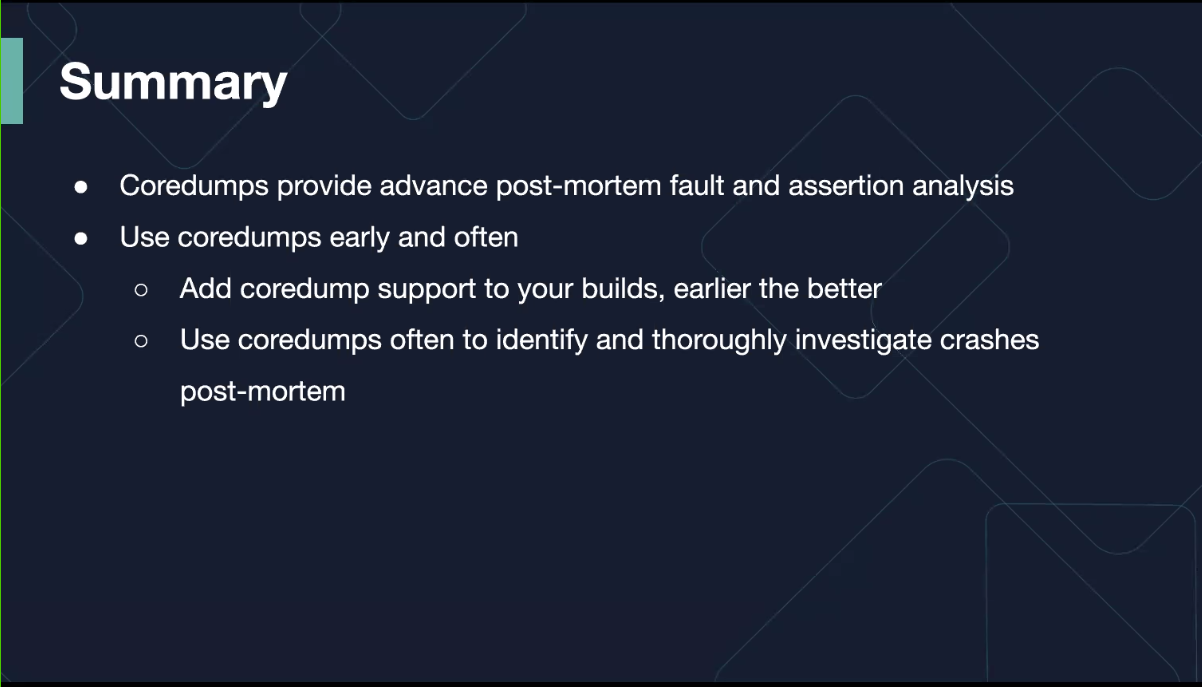 Summary
● Coredumps provide advance post-mortem fault and assertion analysis
● Use coredumps early and often
○ Add coredump support to your builds, earlier the better
○ Use coredumps often to identify and thoroughly investigate crashes
post-mortem